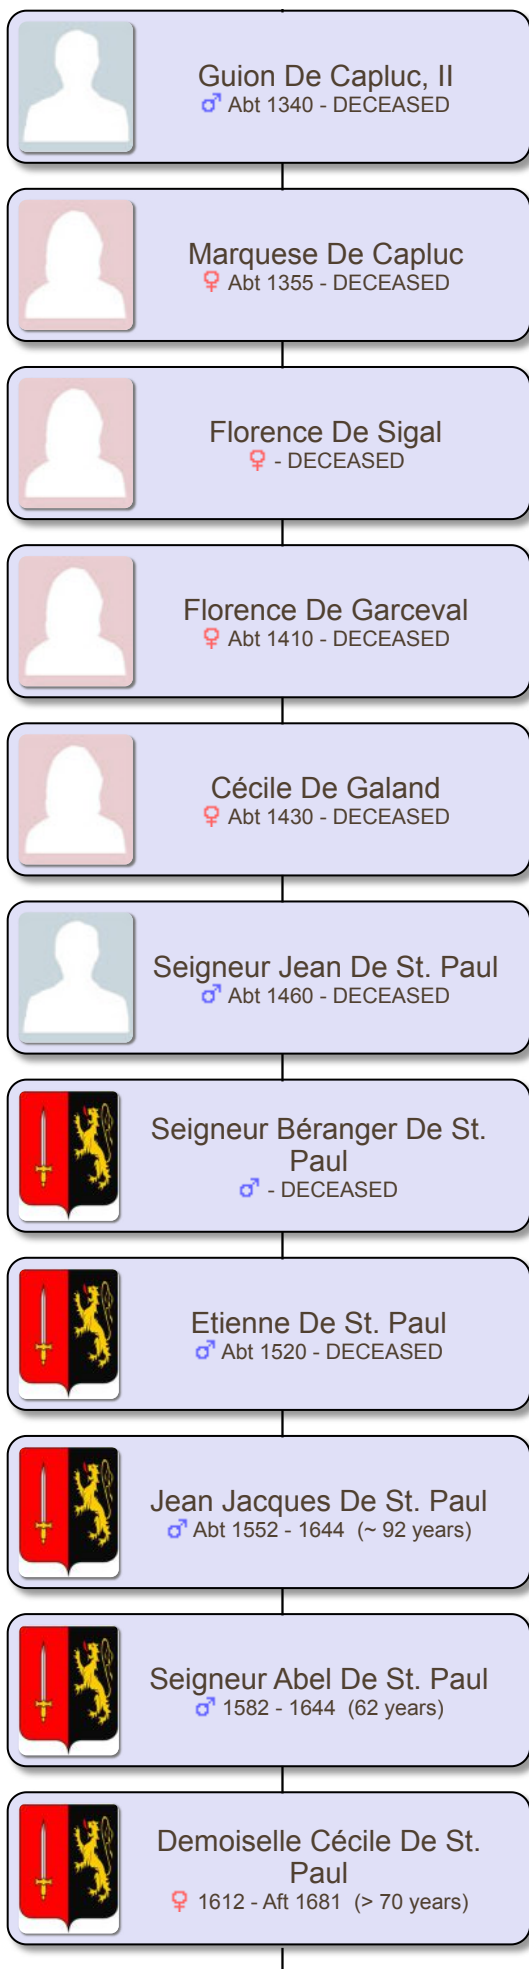 Guion De Capluc, II
♂ Abt 1340 - DECEASED
Marquese De Capluc
♀ Abt 1355 - DECEASED
Florence De Sigal
♀ - DECEASED
Florence De Garceval
♀ Abt 1410 - DECEASED
Cécile De Galand
♀ Abt 1430 - DECEASED
Seigneur Jean De St. Paul
♂ Abt 1460 - DECEASED
Seigneur Béranger De St.
Paul
♂ - DECEASED
Etienne De St. Paul
♂ Abt 1520 - DECEASED
Jean Jacques De St. Paul
♂ Abt 1552 - 1644 (~ 92 years)
Seigneur Abel De St. Paul
♂ 1582 - 1644 (62 years)
Demoiselle Cécile De St.
Paul
♀ 1612 - Aft 1681 (> 70 years)